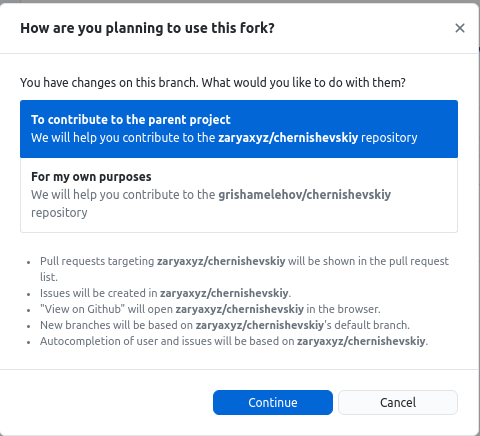 How are you planning to use this fork?
You have changes on this branch. What would you like to do with them?
To contribute to the parent project
We will help you contribute to the zaryaxyz/chernishevskiy repository
For my own purposes
We will help you contribute to the grishamelehov/chernishevskiy
repository
• Pull requests targeting zaryaxyz/chernishevskiy will be shown in the pull request
list.
• Issues will be created in zaryaxyz/chernishevskiy.
• "View on Github" will open zaryaxyz/chernishevskiy in the browser.
• New branches will be based on zaryaxyz/chernishevskiy's default branch.
• Autocompletion of user and issues will be based on zaryaxyz/chernishevskiy.
Continue
Cancel